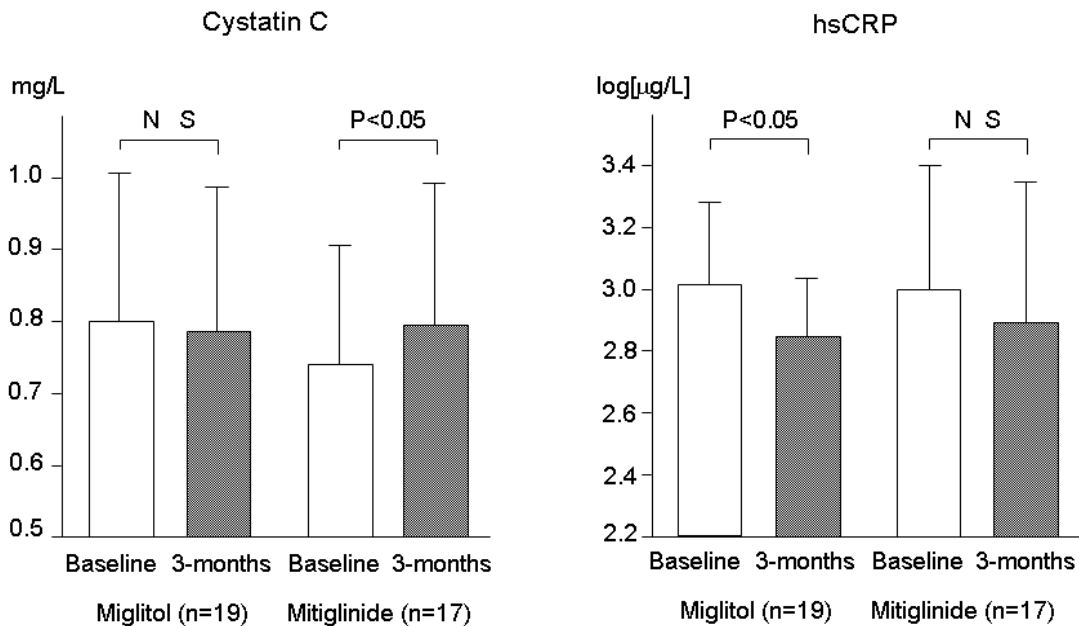 Cystatin C
mg/L
N S
P<0.05
1.0
0.9
0.8
0.7
0.6
0.5
Baseline 3-months Baseline 3-months
Miglitol (n=19) Mitiglinide (n=17)
hsCRP
log[μg/L]
P<0.05
N S
3.4
3.2
3.0
2.8
2.6
2.4
2.2
Baseline 3-months Baseline 3-months
Miglitol (n=19) Mitiglinide (n=17)